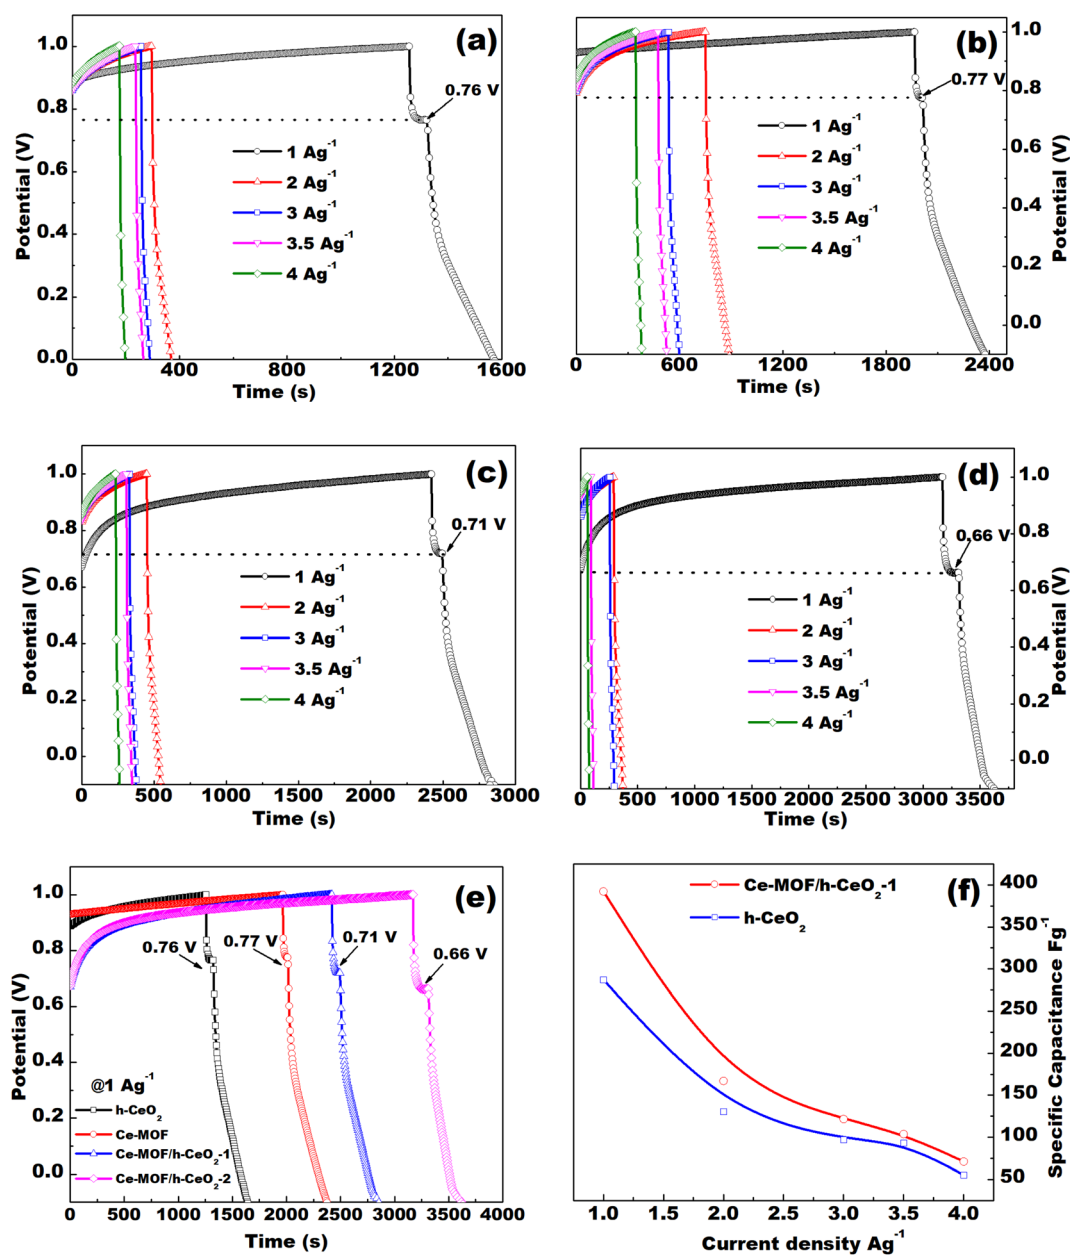 (a)
1.0
0.8
0.6
0.4
0.2
0.0
Potential (V)
0.76 V
1 Ag⁻¹
2 Ag⁻¹
3 Ag⁻¹
3.5 Ag⁻¹
4 Ag⁻¹
0 400 800 1200 1600
Time (s)
(b)
0.77 V
1 Ag⁻¹
2 Ag⁻¹
3 Ag⁻¹
3.5 Ag⁻¹
4 Ag⁻¹
1.0
0.8
0.6
0.4
0.2
0.0
Potential (V)
0 600 1200 1800 2400
Time (s)
(c)
1.0
0.8
0.6
0.4
0.2
0.0
Potential (V)
0.71 V
1 Ag⁻¹
2 Ag⁻¹
3 Ag⁻¹
3.5 Ag⁻¹
4 Ag⁻¹
0 500 1000 1500 2000 2500 3000
Time (s)
(d)
0.66 V
1 Ag⁻¹
2 Ag⁻¹
3 Ag⁻¹
3.5 Ag⁻¹
4 Ag⁻¹
1.0
0.8
0.6
0.4
0.2
0.0
Potential (V)
0 375 750 1125 1500 1875 2250 2625 3000 3375 3750
Time (s)
(e)
1.0
0.8
0.6
0.4
0.2
0.0
Potential (V)
0.76 V
0.77 V
0.71 V
0.66 V
@1 Ag⁻¹
h-CeO₂
Ce-MOF
Ce-MOF/h-CeO₂-1
Ce-MOF/h-CeO₂-2
0 500 1000 1500 2000 2500 3000 3500 4000
Time (s)
(f)
Ce-MOF/h-CeO₂-1
h-CeO₂
400
350
300
250
200
150
100
50
Specific Capacitance Fg⁻¹
1.0 1.5 2.0 2.5 3.0 3.5 4.0
Current density Ag⁻¹